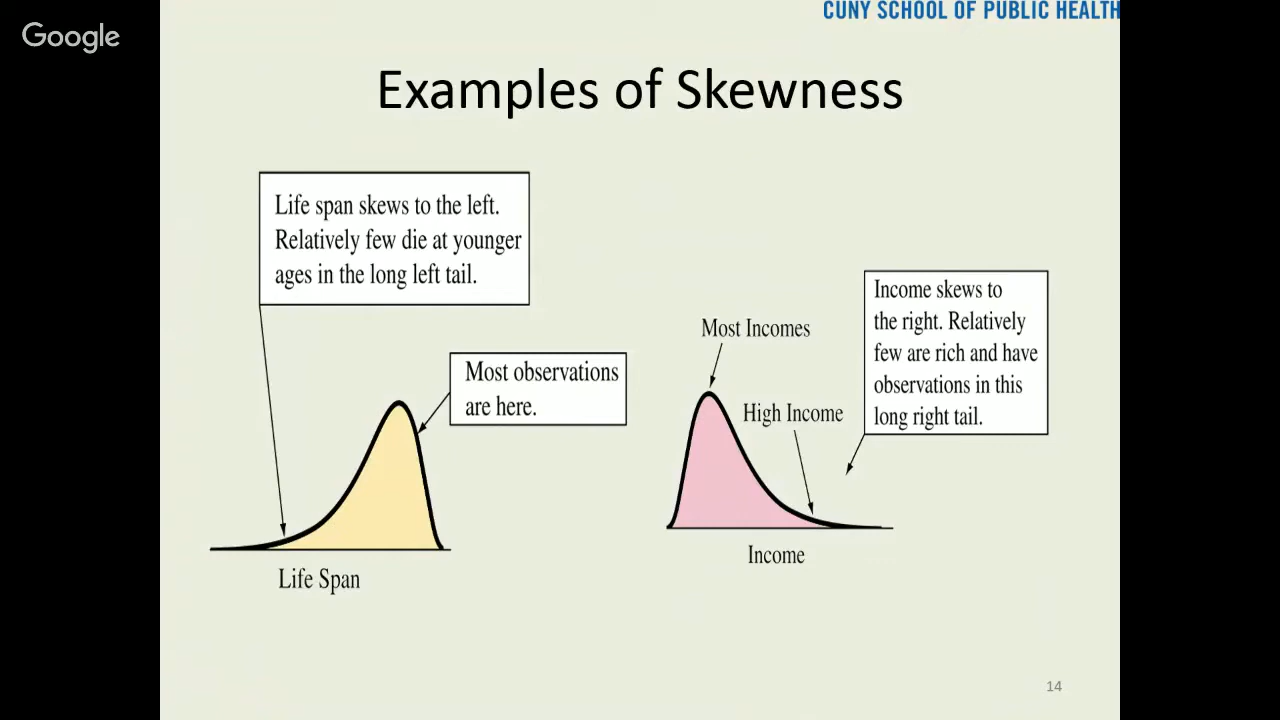 CUNY SCHOOL OF PUBLIC HEALTH
Google
Examples of Skewness
Life span skews to the left.
Relatively few die at younger
ages in the long left tail.
Most observations
are here.
Life Span
Most Incomes
High Income
Income skews to
the right. Relatively
few are rich and have
observations in this
long right tail.
Income
14